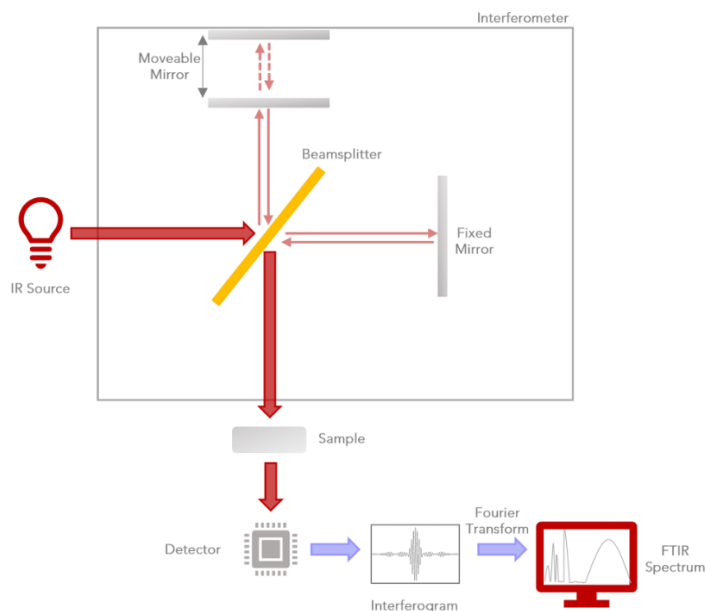 Interferometer
Moveable
Mirror
Beamsplitter
Fixed
Mirror
IR Source
Sample
Detector
Interferogram
Fourier
Transform
FTIR
Spectrum